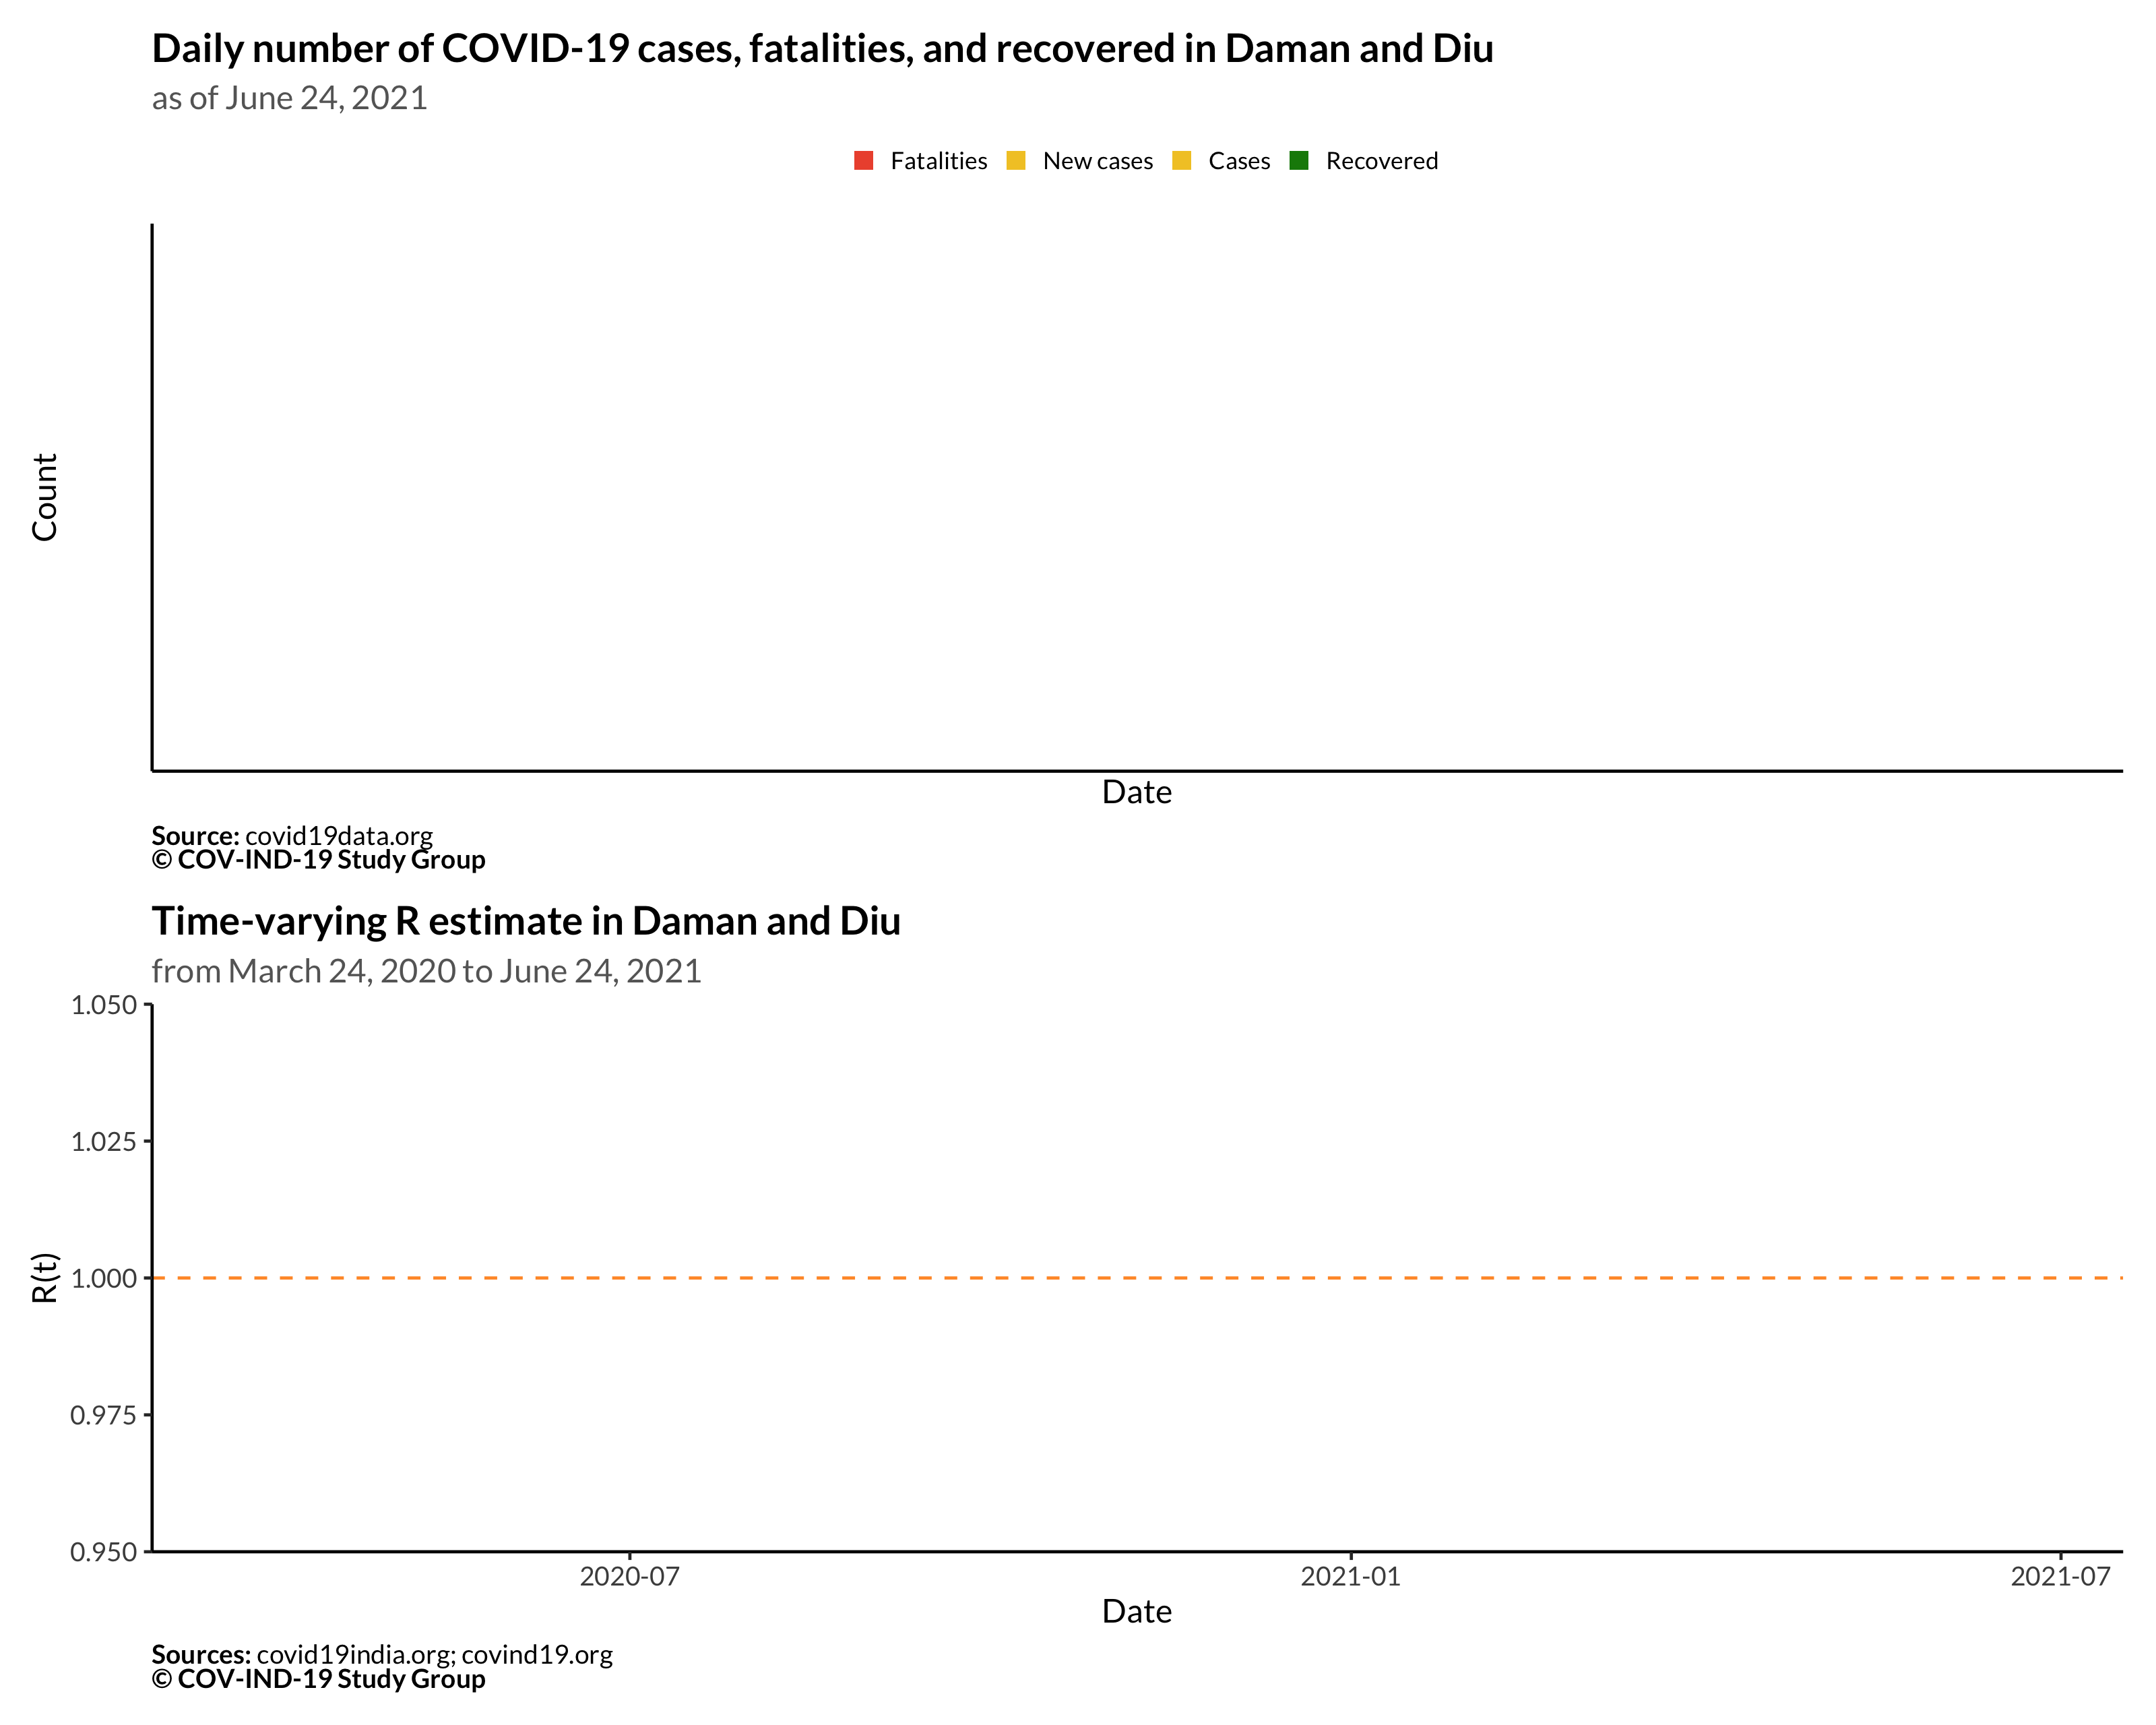 Daily number of COVID-19 cases, fatalities, and recovered in Daman and Diu
as of June 24, 2021
Fatalities New cases Cases Recovered
Count
Date
Source: covid19data.org
© COV-IND-19 Study Group
Time-varying R estimate in Daman and Diu
from March 24, 2020 to June 24, 2021
1.050
1.025
1.000
0.975
0.950
R(t)
2020-07 2021-01 2021-07
Date
Sources: covid19india.org; covind19.org
© COV-IND-19 Study Group